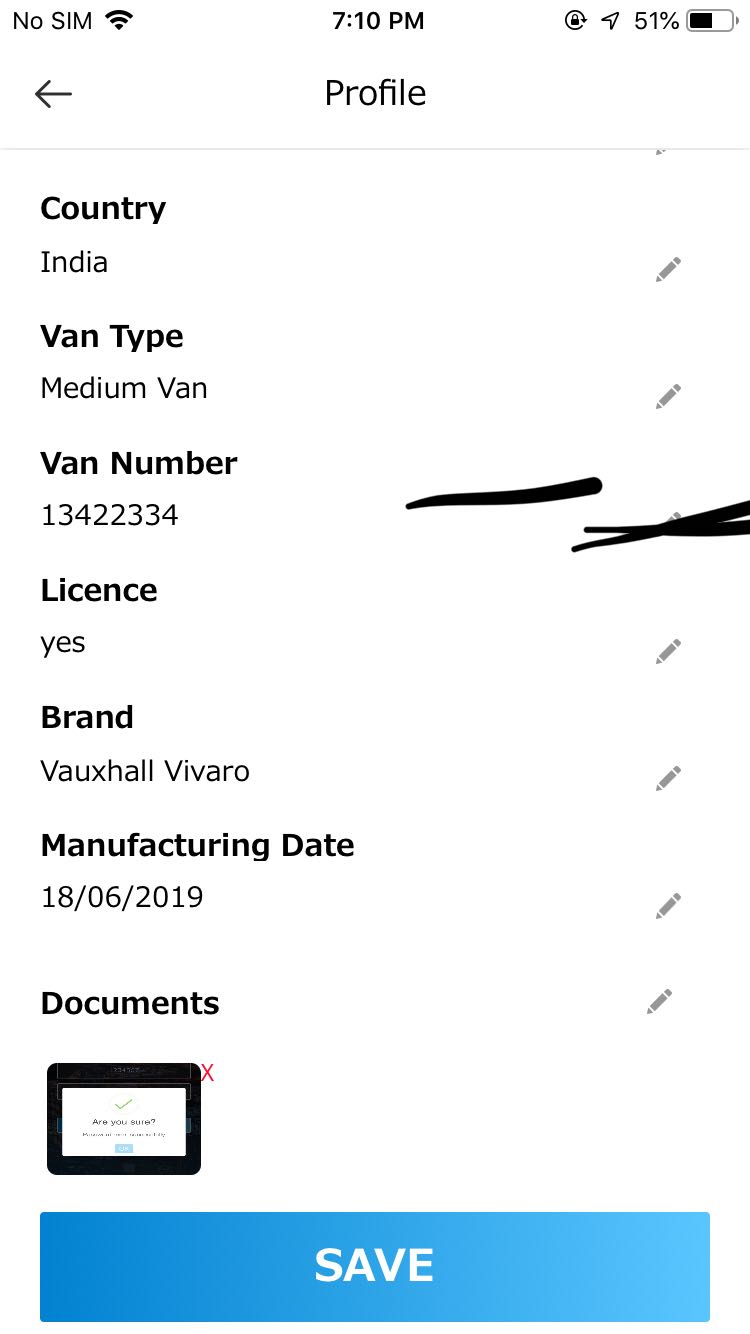 No SIM 7:10 PM 51%
Profile
Country
India
Van Type
Medium Van
Van Number
13422334
Licence
yes
Brand
Vauxhall Vivaro
Manufacturing Date
18/06/2019
Documents
X
Are you sure?
OK
SAVE